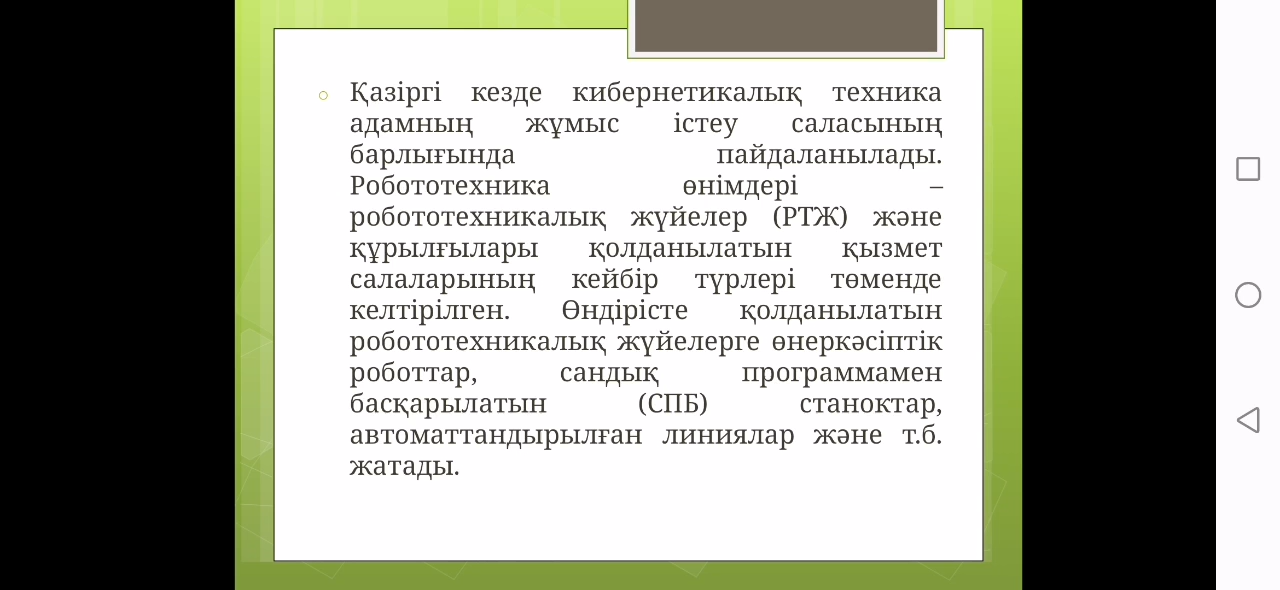 Қазіргі кезде кибернетикалық техника
адамның жұмыс істеу саласының
барлығында пайдаланылады.
Робототехника өнімдері –
робототехникалық жүйелер (РТЖ) және
құрылғылары қолданылатын қызмет
салаларының кейбір түрлері төменде
келтірілген. Өндірісте қолданылатын
робототехникалық жүйелерге өнеркәсіптік
роботтар, сандық программамен
басқарылатын (СПБ) станоктар,
автоматтандырылған линиялар және т.б.
жатады.